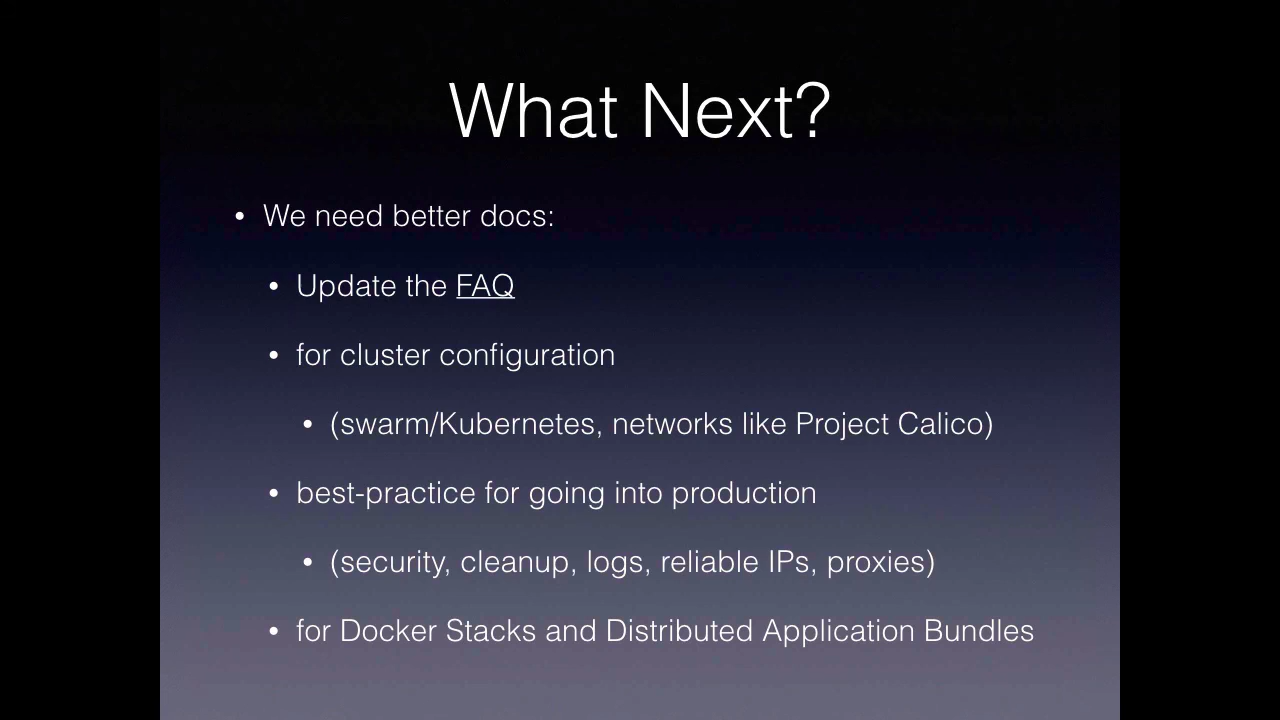 What Next?
• We need better docs:
• Update the FAQ
• for cluster configuration
• (swarm/Kubernetes, networks like Project Calico)
• best-practice for going into production
• (security, cleanup, logs, reliable IPs, proxies)
• for Docker Stacks and Distributed Application Bundles